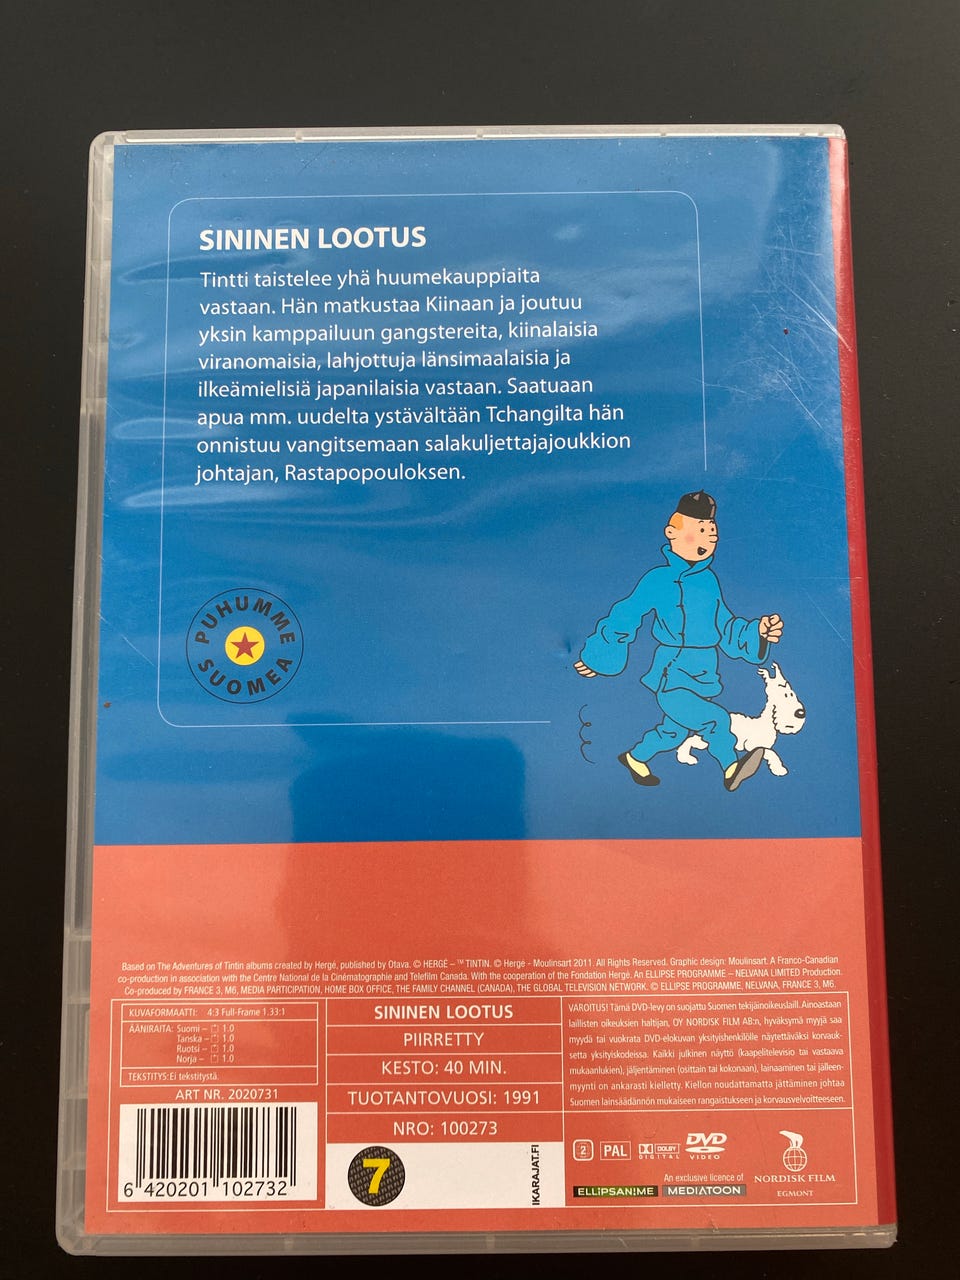 SININEN LOOTUS
Tintti taistelee yhä huumekauppiaita
vastaan. Hän matkustaa Kiinaan ja joutuu
yksin kamppailuun gangstereita, kiinalaisia
viranomaisia, lahjottuja länsimaalaisia ja
ilkeämielisiä japanilaisia vastaan. Saatuaan
apua mm. uudelta ystävältään Tchangilta hän
onnistuu vangitsemaan salakuljettajajoukkion
johtajan, Rastapopouloksen.
PUHUMME
SUOMEA
Based on The Adventures of Tintin albums created by Hergé, published by Otava. © HERGÉ – ™ TINTIN. © Hergé - Moulinsart 2011. All Rights Reserved. Graphic design: Moulinsart. A Franco-Canadian
co-production in association with the Centre National de la Cinématographie and Telefilm Canada. With the cooperation of the Fondation Hergé. An ELLIPSE PROGRAMME – NELVANA LIMITED Production.
Co-produced by FRANCE 3, M6, MEDIA PARTICIPATION, HOME BOX OFFICE, THE FAMILY CHANNEL (CANADA), THE GLOBAL TELEVISION NETWORK. © ELLIPSE PROGRAMME, NELVANA, FRANCE 3, M6.
KUVAFORMAATTI: 4:3 Full-Frame 1.33:1
ÄÄNIRAITA: Suomi – 1.0
Tanska – 1.0
Ruotsi – 1.0
Norja – 1.0
TEKSTITYS: Ei tekstitystä.
ART NR. 2020731
6 420201 102732
SININEN LOOTUS
PIIRRETTY
KESTO: 40 MIN.
TUOTANTOVUOSI: 1991
NRO: 100273
7
IKARAJAT.FI
VAROITUS! Tämä DVD-levy on suojattu Suomen tekijäinoikeuslailla. Ainoastaan
laillisten oikeuksien haltijan, OY NORDISK FILM AB:n, hyväksymä myyjä saa
myydä tai vuokrata DVD-elokuvan yksityishenkilölle näytettäväksi korvauk-
setta yksityiskodeissa. Kaikki julkinen näyttö (kaapelitelevisio tai vastaava
mukaanlukien), jäljentäminen (osittain tai kokonaan), lainaaminen tai jälleen-
myynti on ankarasti kielletty. Kiellon noudattamatta jättäminen johtaa
Suomen lainsäädännön mukaiseen rangaistukseen ja korvausvelvoitteeseen.
2 PAL DOLBY DIGITAL DVD VIDEO
An exclusive licence of
ELLIPSANIME MEDIATOON
NORDISK FILM
EGMONT